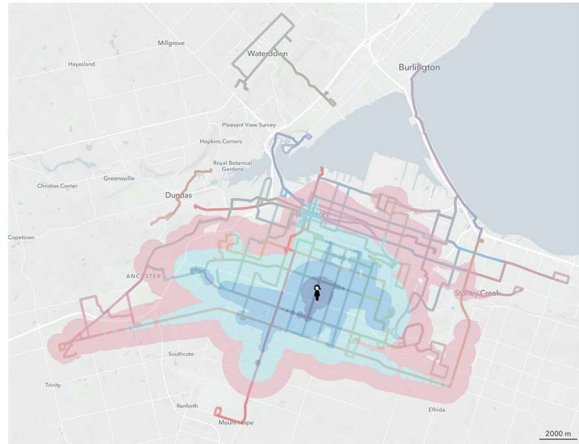 Waterdown
Millgrove
Hayesland
Burlington
Pleasant View Survey
Hopkins Corners
Royal Botanical
Gardens
Greensville
Christies Corner
Dundas
Hamilton
Copetown
ANCASTER
Stoney Creek
Southcote
Trinity
Renforth
Mount Hope
Elfrida
2000 m